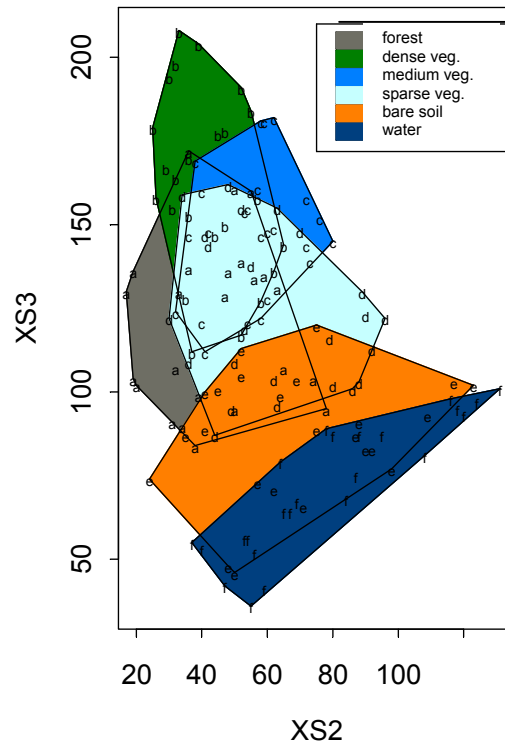 forest
dense veg.
medium veg.
sparse veg.
bare soil
water
200
150
100
50
XS3
20 40 60 80 100
XS2